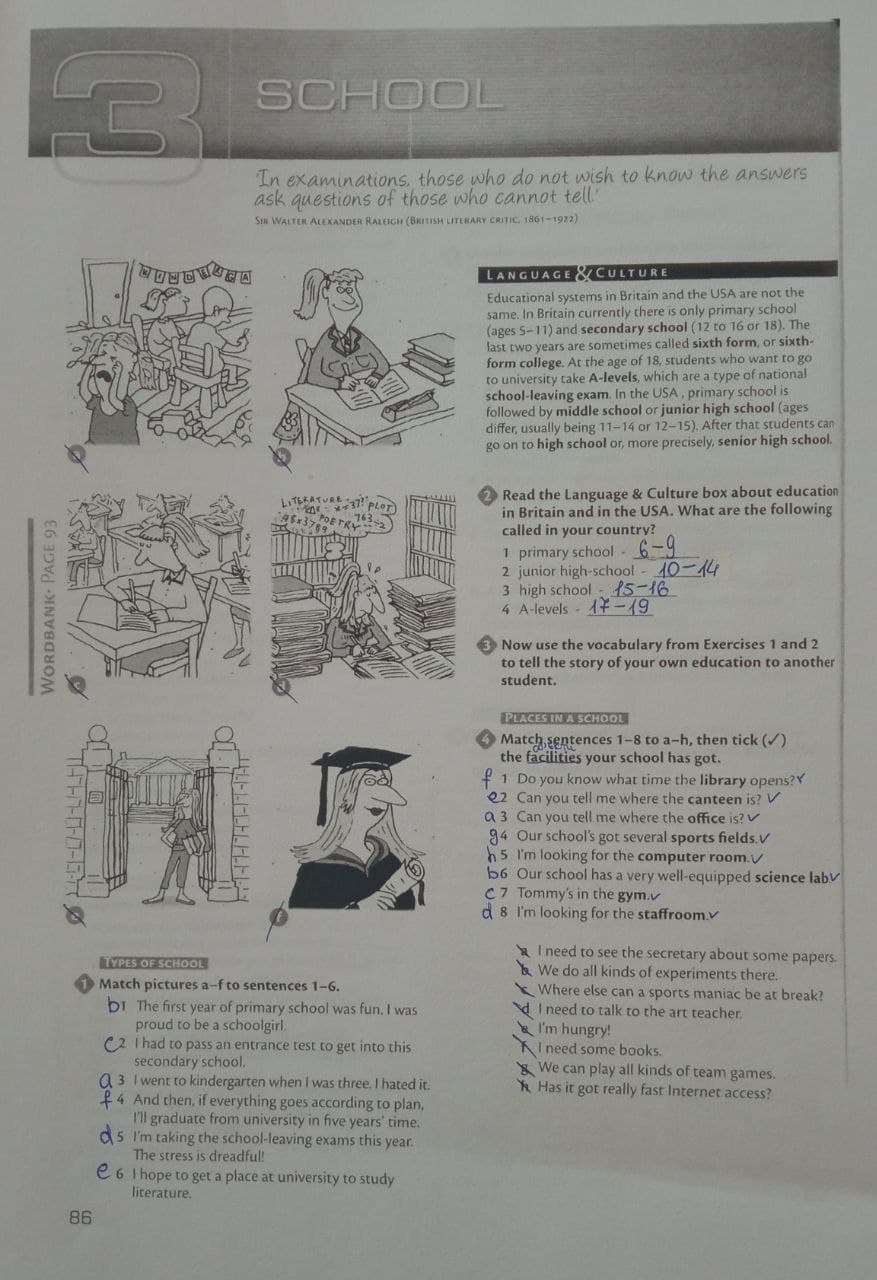 3 SCHOOL
'In examinations, those who do not wish to know the answers
ask questions of those who cannot tell.'
SIR WALTER ALEXANDER RALEIGH (BRITISH LITERARY CRITIC, 1861–1922)
LANGUAGE & CULTURE
Educational systems in Britain and the USA are not the
same. In Britain currently there is only primary school
(ages 5–11) and secondary school (12 to 16 or 18). The
last two years are sometimes called sixth form, or sixth-
form college. At the age of 18, students who want to go
to university take A-levels, which are a type of national
school-leaving exam. In the USA , primary school is
followed by middle school or junior high school (ages
differ, usually being 11–14 or 12–15). After that students can
go on to high school or, more precisely, senior high school.
LITERATURE
PLOT
POETRY
a
b
c
d
e
f
WORDBANK • PAGE 93
2 Read the Language & Culture box about education
in Britain and in the USA. What are the following
called in your country?
1 primary school - 6-9
2 junior high-school - 10-14
3 high school - 15-16
4 A-levels - 17-19
3 Now use the vocabulary from Exercises 1 and 2
to tell the story of your own education to another
student.
PLACES IN A SCHOOL
4 Match sentences 1–8 to a–h, then tick (✓)
the facilities your school has got.
f 1 Do you know what time the library opens? ✓
e 2 Can you tell me where the canteen is? ✓
a 3 Can you tell me where the office is? ✓
g 4 Our school's got several sports fields. ✓
h 5 I'm looking for the computer room. ✓
b 6 Our school has a very well-equipped science lab ✓
c 7 Tommy's in the gym. ✓
d 8 I'm looking for the staffroom. ✓
a I need to see the secretary about some papers.
b We do all kinds of experiments there.
c Where else can a sports maniac be at break?
d I need to talk to the art teacher.
e I'm hungry!
f I need some books.
g We can play all kinds of team games.
h Has it got really fast Internet access?
TYPES OF SCHOOL
1 Match pictures a–f to sentences 1–6.
b 1 The first year of primary school was fun. I was
proud to be a schoolgirl.
c 2 I had to pass an entrance test to get into this
secondary school.
a 3 I went to kindergarten when I was three. I hated it.
f 4 And then, if everything goes according to plan,
I'll graduate from university in five years' time.
d 5 I'm taking the school-leaving exams this year.
The stress is dreadful!
e 6 I hope to get a place at university to study
literature.
86